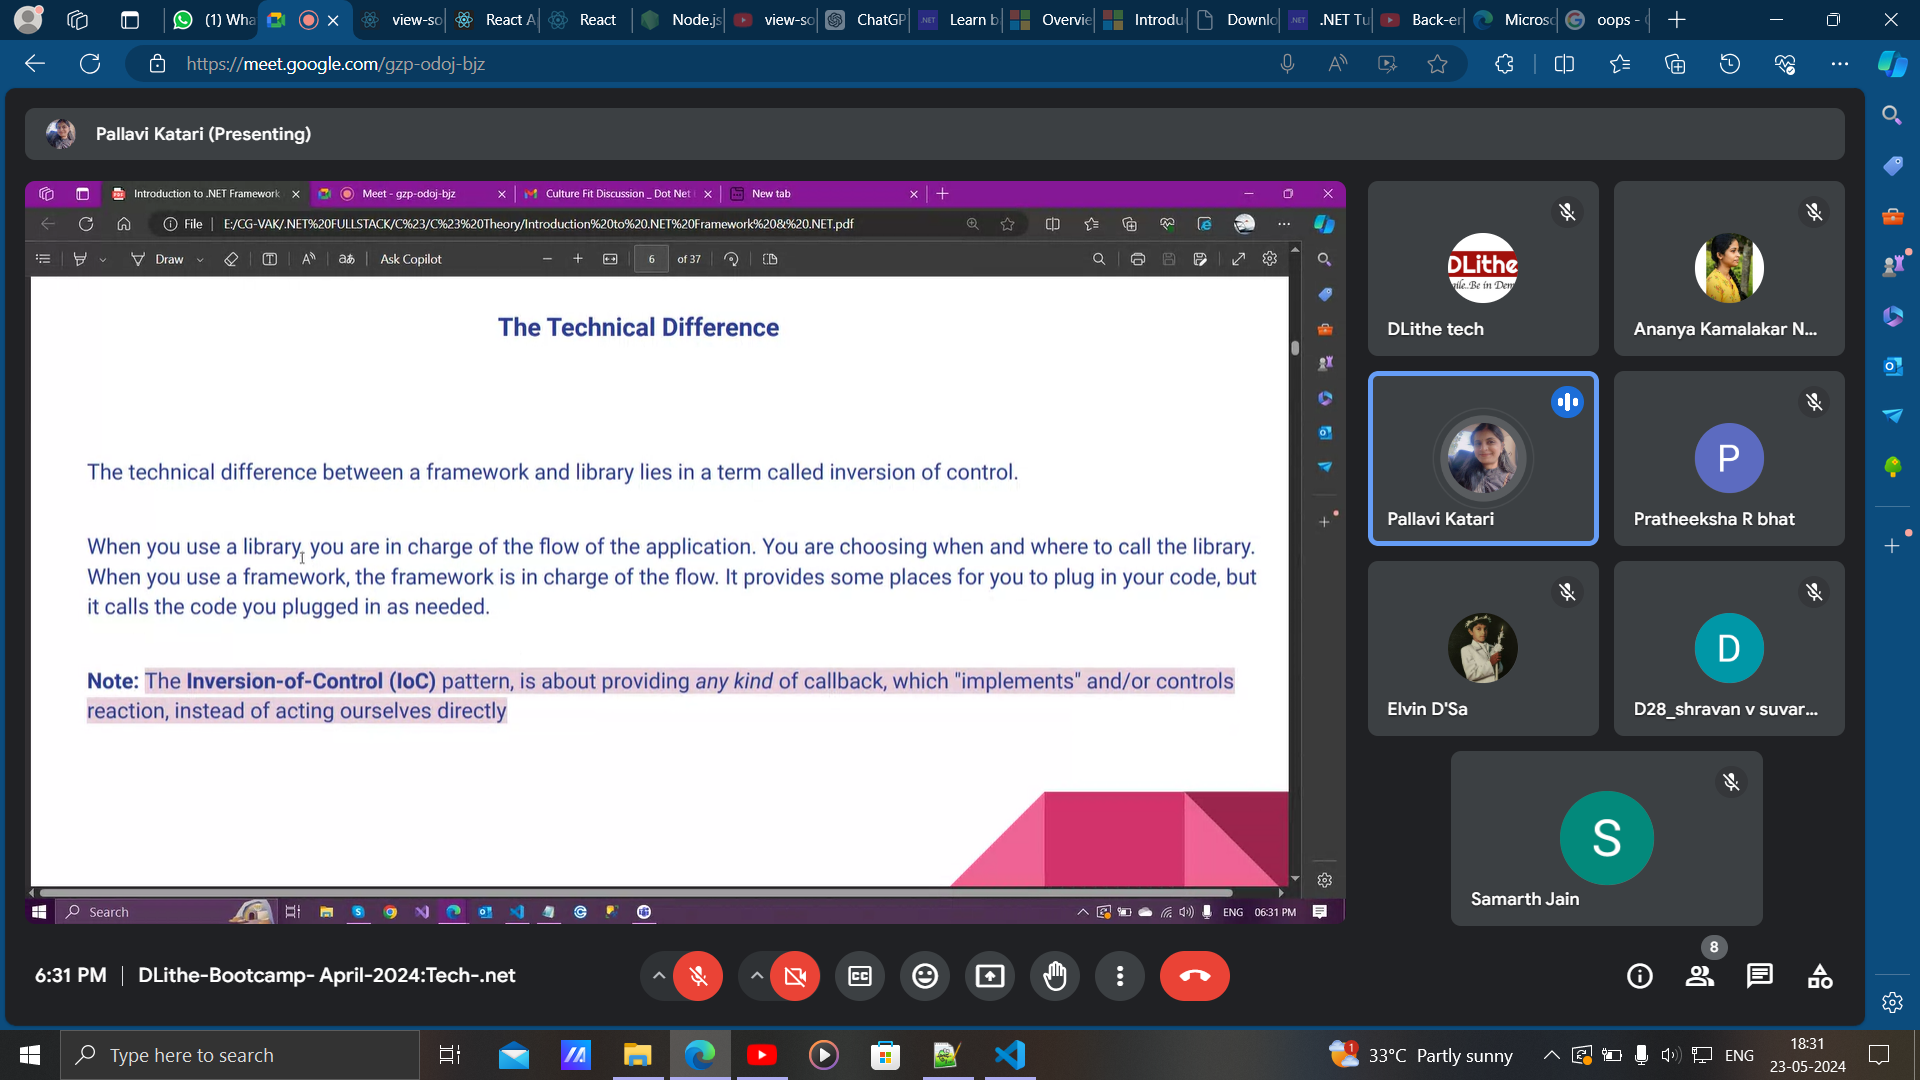 (1) Wha
view-so
React A
React
Node.js
view-so
ChatGP
Learn b
Overvie
Introdu
Downlo
.NET Tu
Back-er
Microso
oops -
https://meet.google.com/gzp-odoj-bjz
Pallavi Katari (Presenting)
Introduction to .NET Framework
Meet - gzp-odoj-bjz
Culture Fit Discussion _ Dot Net
New tab
File
E:/CG-VAK/.NET%20FULLSTACK/C%23/C%23%20Theory/Introduction%20to%20.NET%20Framework%20&%20.NET.pdf
Draw
Ask Copilot
6 of 37
The Technical Difference
The technical difference between a framework and library lies in a term called inversion of control.
When you use a library, you are in charge of the flow of the application. You are choosing when and where to call the library.
When you use a framework, the framework is in charge of the flow. It provides some places for you to plug in your code, but
it calls the code you plugged in as needed.
Note: The Inversion-of-Control (IoC) pattern, is about providing any kind of callback, which "implements" and/or controls
reaction, instead of acting ourselves directly
Search
ENG 06:31 PM
DLithe
DLithe tech
Ananya Kamalakar N...
Pallavi Katari
P
Pratheeksha R bhat
Elvin D'Sa
D
D28_shravan v suvar...
S
Samarth Jain
6:31 PM | DLithe-Bootcamp- April-2024:Tech-.net
8
Type here to search
1
33°C Partly sunny
ENG
18:31
23-05-2024